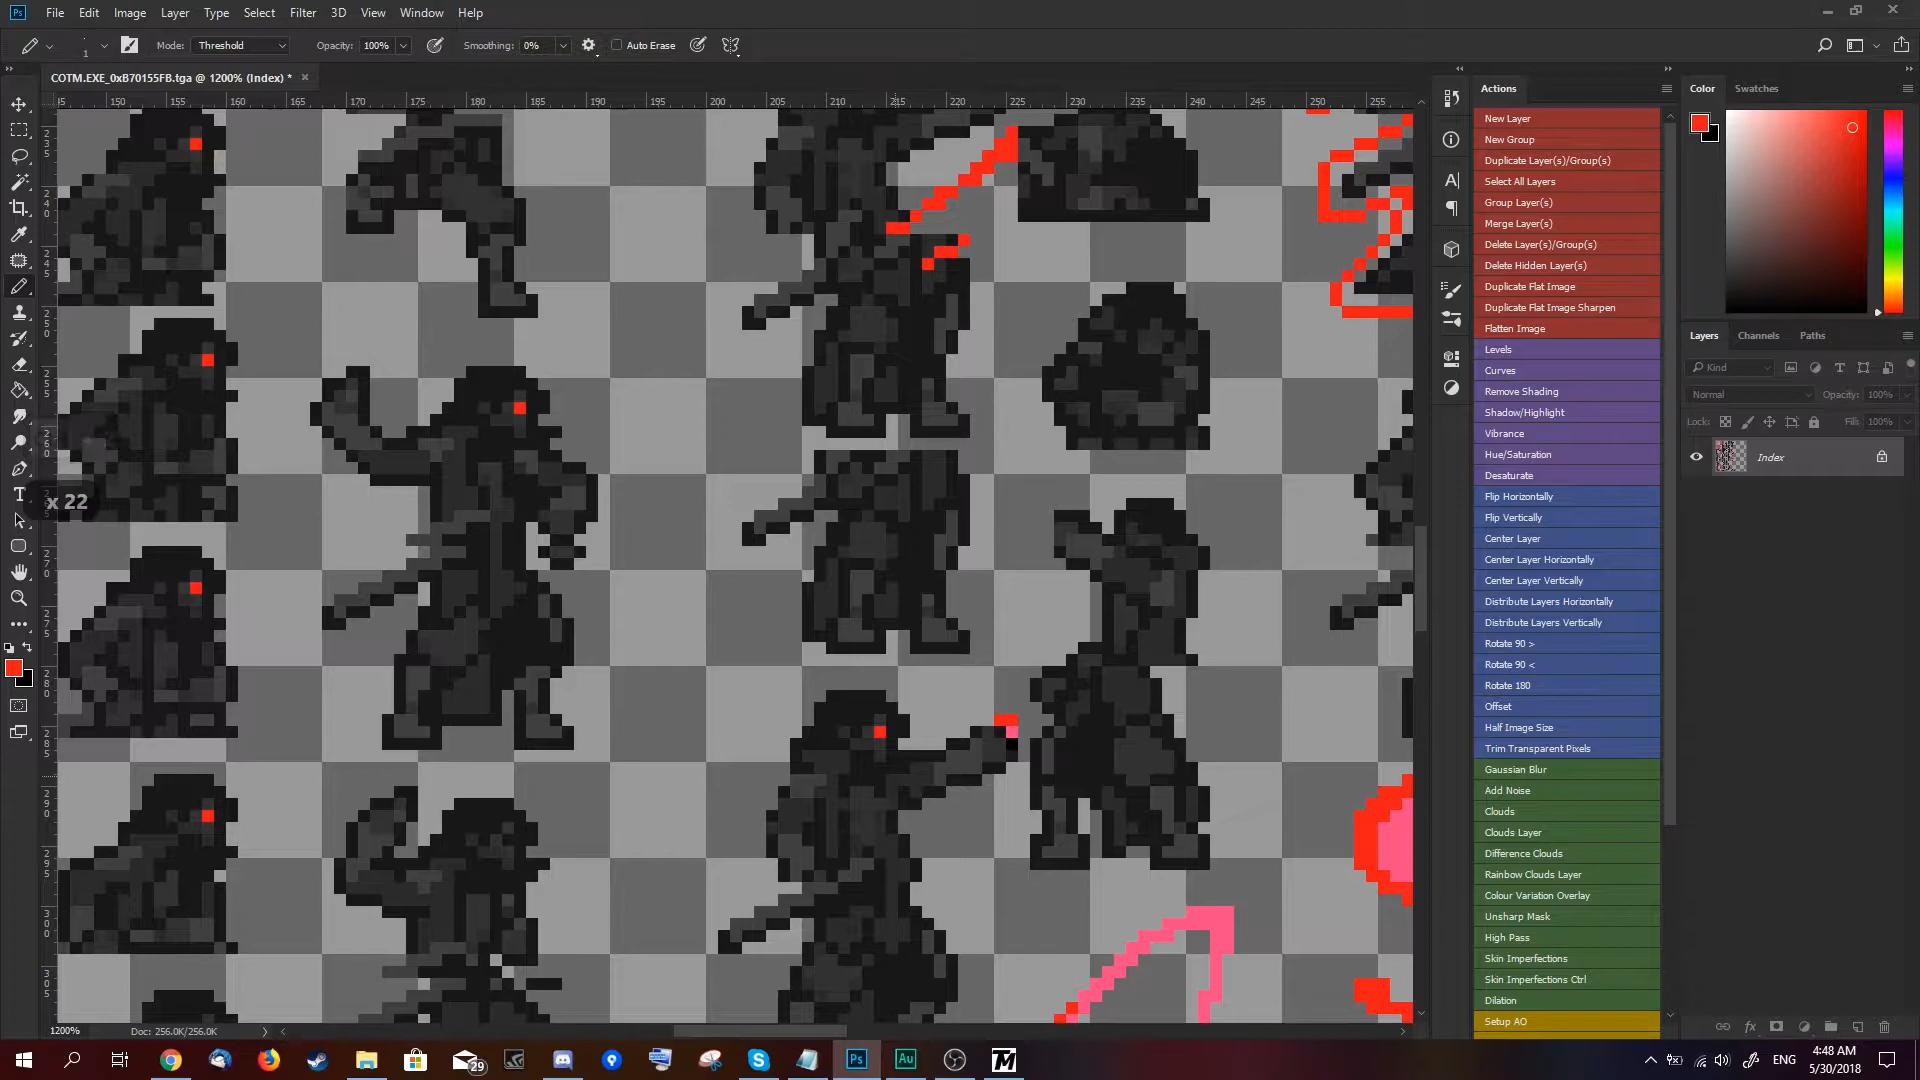 Ps File Edit Image Layer Type Select Filter 3D View Window Help
1 Mode: Threshold Opacity: 100% Smoothing: 0% Auto Erase
COTM.EXE_0xB70155FB.tga @ 1200% (Index) * ×
45 150 155 160 165 170 175 180 185 190 195 200 205 210 215 220 225 230 235 240 245 250 255
x 22
Actions
New Layer
New Group
Duplicate Layer(s)/Group(s)
Select All Layers
Group Layer(s)
Merge Layer(s)
Delete Layer(s)/Group(s)
Delete Hidden Layer(s)
Duplicate Flat Image
Duplicate Flat Image Sharpen
Flatten Image
Levels
Curves
Remove Shading
Shadow/Highlight
Vibrance
Hue/Saturation
Desaturate
Flip Horizontally
Flip Vertically
Center Layer
Center Layer Horizontally
Center Layer Vertically
Distribute Layers Horizontally
Distribute Layers Vertically
Rotate 90 >
Rotate 90 <
Rotate 180
Offset
Half Image Size
Trim Transparent Pixels
Gaussian Blur
Add Noise
Clouds
Clouds Layer
Difference Clouds
Rainbow Clouds Layer
Colour Variation Overlay
Unsharp Mask
High Pass
Skin Imperfections
Skin Imperfections Ctrl
Dilation
Setup AO
Color Swatches
Layers Channels Paths
Kind
Normal Opacity: 100%
Lock: Fill: 100%
Index
1200% Doc: 256.0K/256.0K
29 Ps Au ENG
4:48 AM
5/30/2018